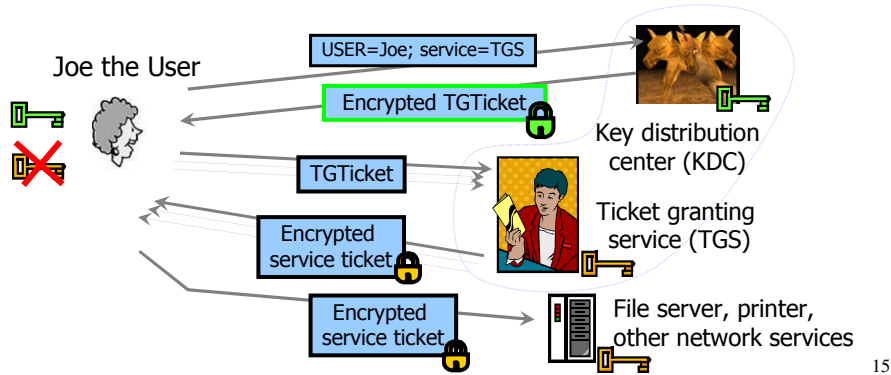 USER=Joe; service=TGS
Joe the User
Encrypted TGTicket
Key distribution
center (KDC)
TGTicket
Ticket granting
service (TGS)
Encrypted
service ticket
Encrypted
service ticket
File server, printer,
other network services
15